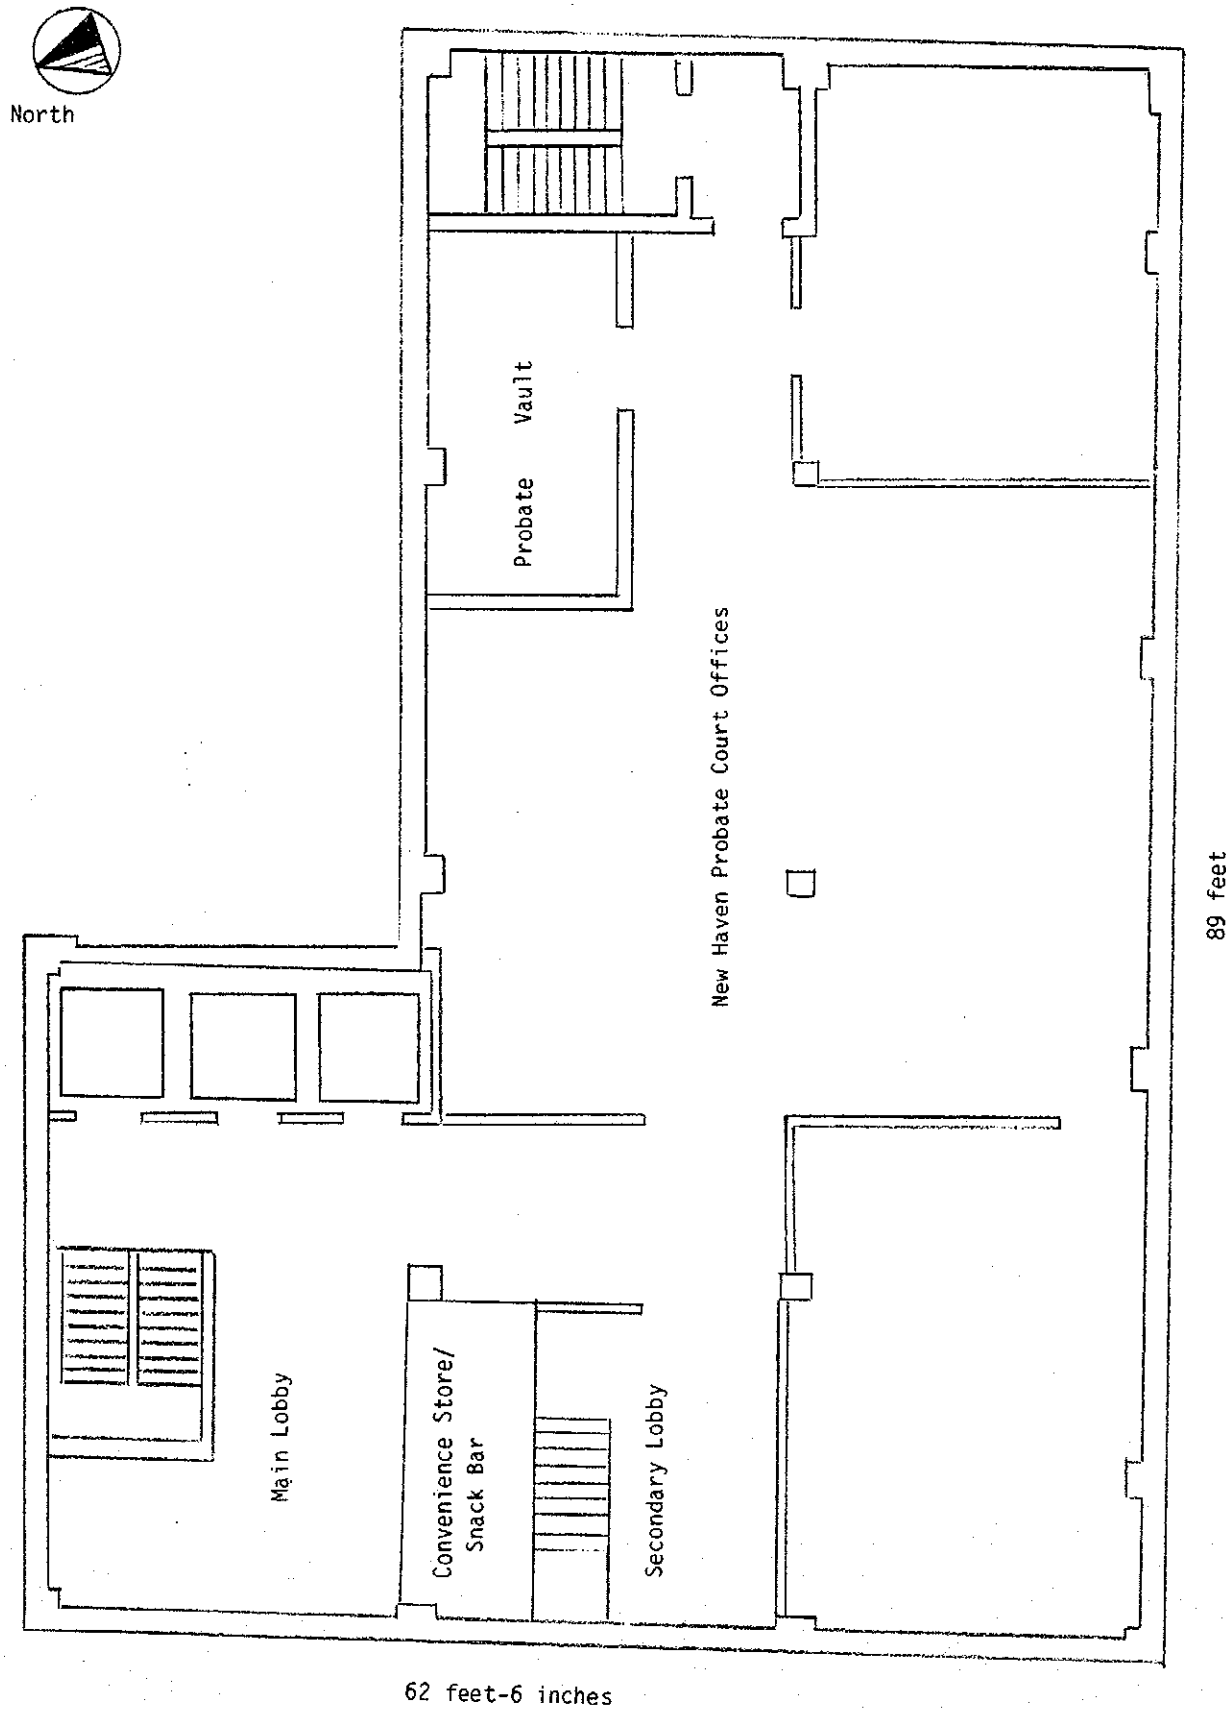 North
Probate Vault
New Haven Probate Court Offices
89 feet
Main Lobby
Convenience Store/
Snack Bar
Secondary Lobby
62 feet-6 inches